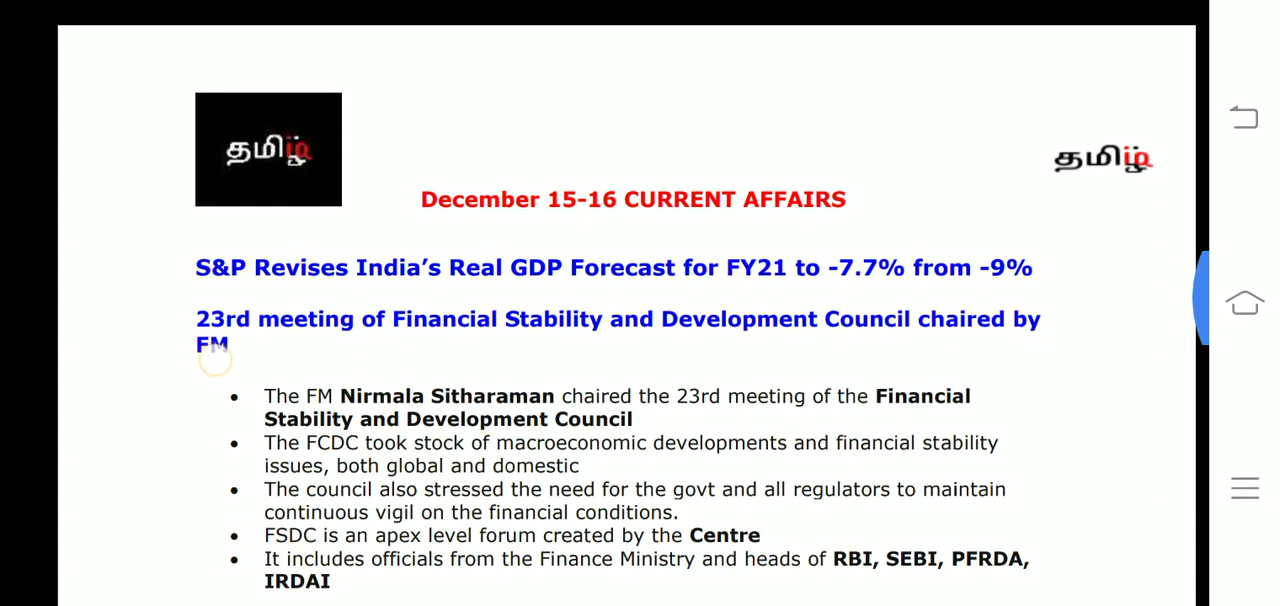 தமிழ்
தமிழ்
December 15-16 CURRENT AFFAIRS
S&P Revises India’s Real GDP Forecast for FY21 to -7.7% from -9%
23rd meeting of Financial Stability and Development Council chaired by
FM
• The FM Nirmala Sitharaman chaired the 23rd meeting of the Financial
Stability and Development Council
• The FCDC took stock of macroeconomic developments and financial stability
issues, both global and domestic
• The council also stressed the need for the govt and all regulators to maintain
continuous vigil on the financial conditions.
• FSDC is an apex level forum created by the Centre
• It includes officials from the Finance Ministry and heads of RBI, SEBI, PFRDA,
IRDAI